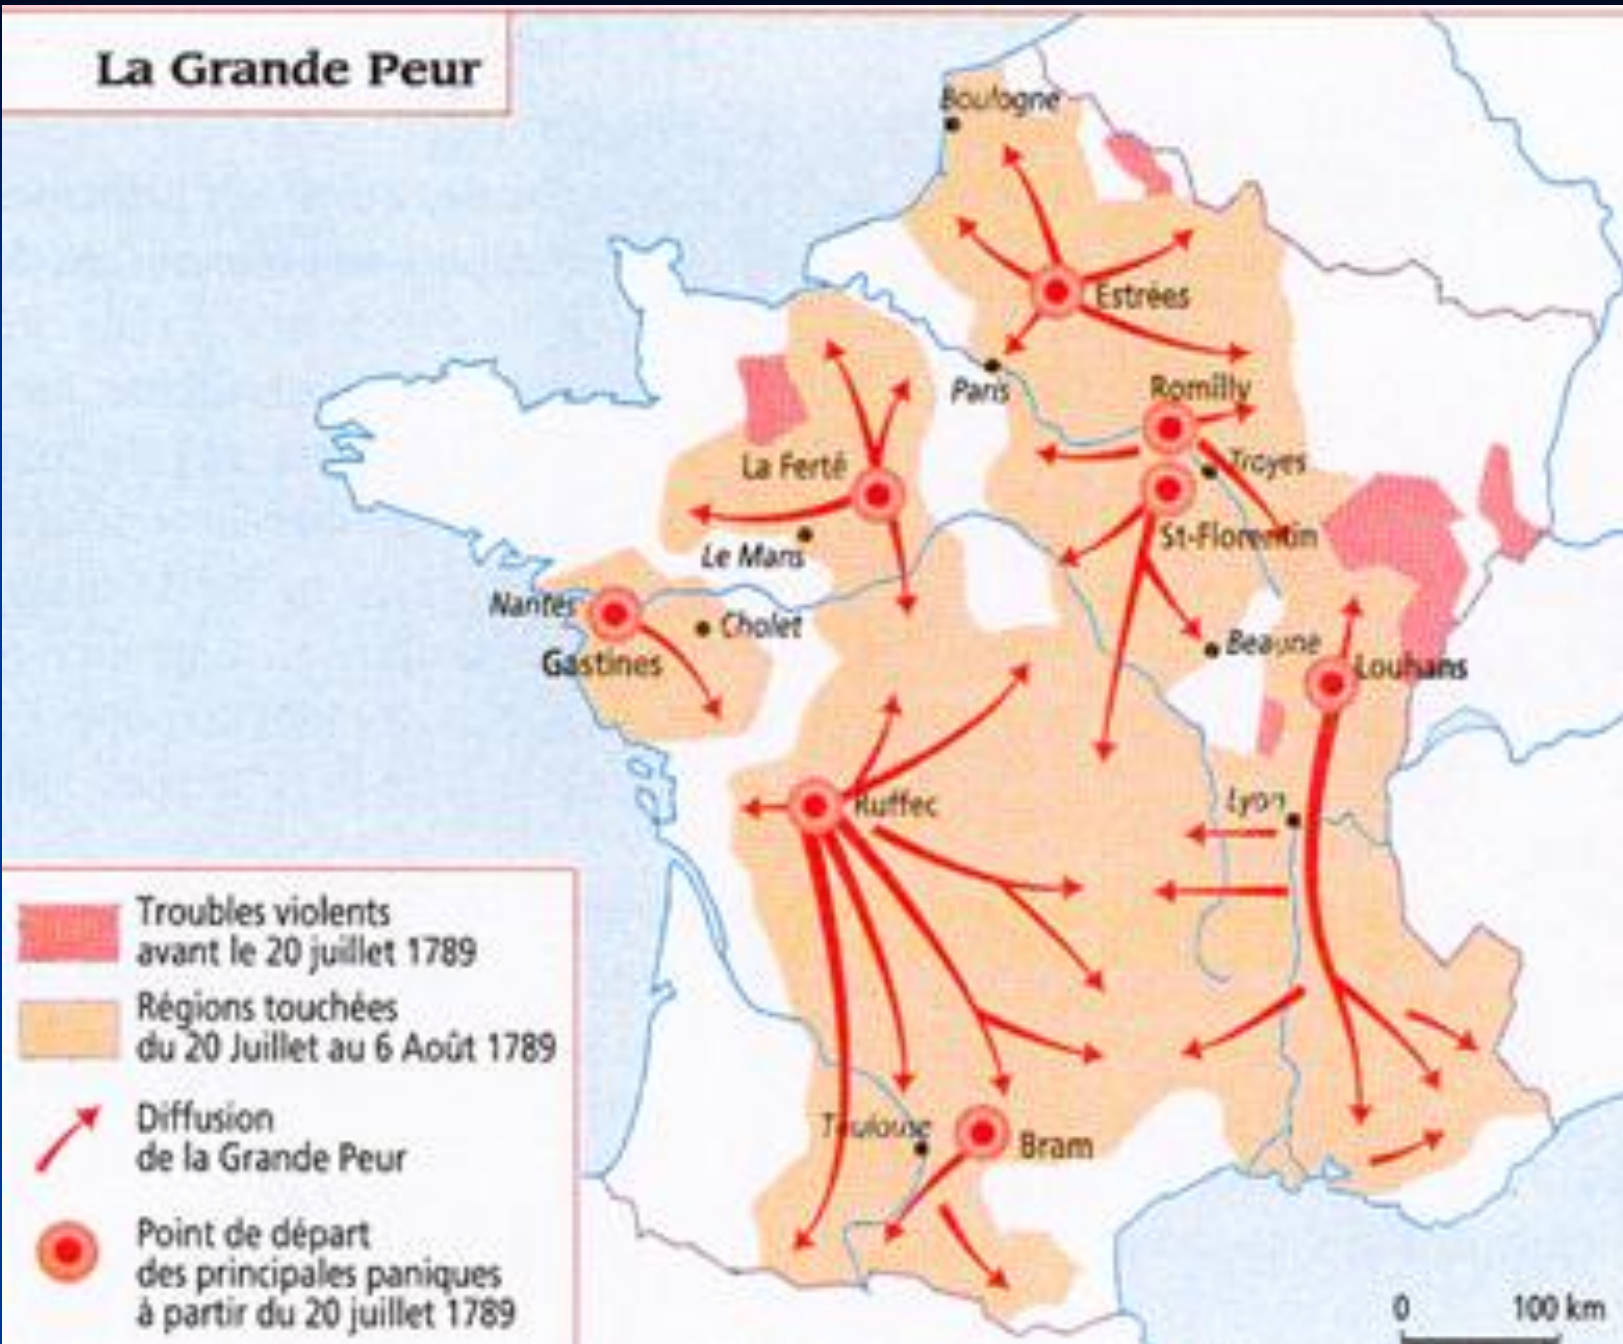 La Grande Peur
Boulogne
Estrées
Paris
Romilly
La Ferté
Troyes
St-Florentin
Le Mans
Nantes
Cholet
Beaune
Gastines
Louhans
Ruffec
Lyon
Toulouse
Bram
Troubles violents
avant le 20 juillet 1789
Régions touchées
du 20 Juillet au 6 Août 1789
Diffusion
de la Grande Peur
Point de départ
des principales paniques
à partir du 20 juillet 1789
0 100 km